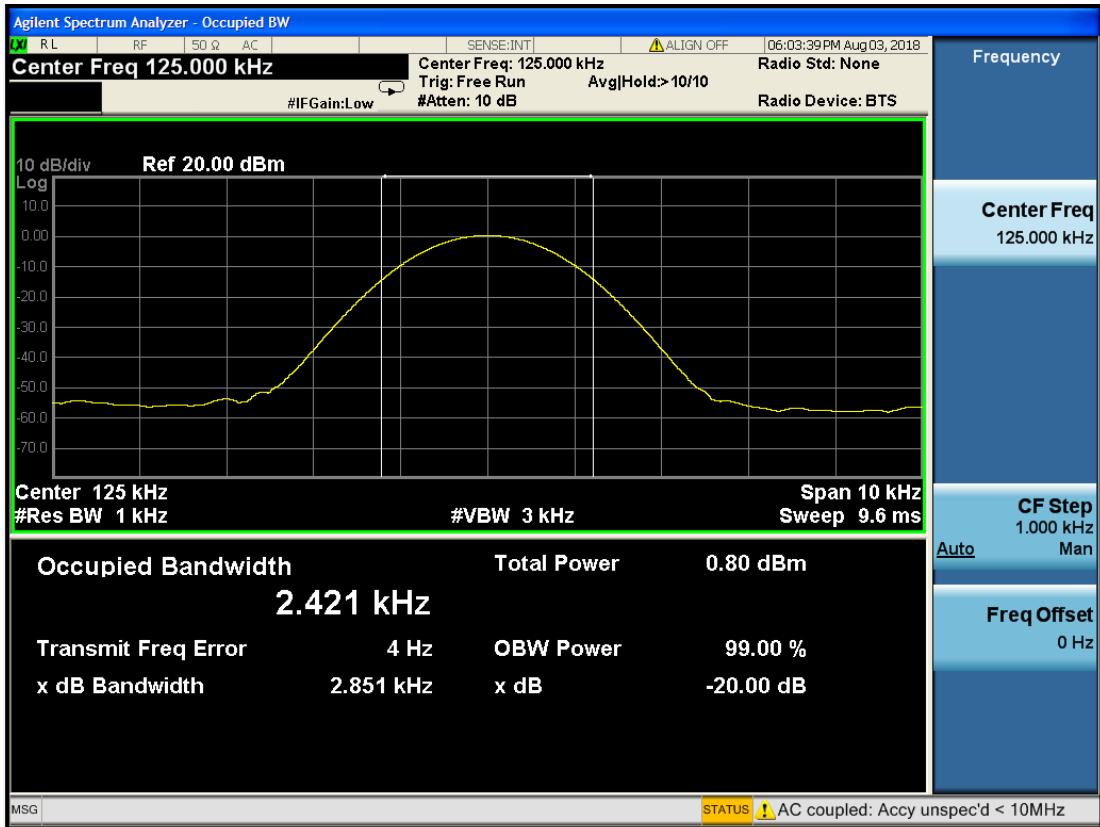 Agilent Spectrum Analyzer - Occupied BW
LXI RL RF 50 Ω AC SENSE:INT ALIGN OFF 06:03:39 PM Aug 03, 2018
Center Freq 125.000 kHz
Center Freq: 125.000 kHz Radio Std: None
Trig: Free Run Avg|Hold:>10/10
#IFGain:Low #Atten: 10 dB Radio Device: BTS
10 dB/div Ref 20.00 dBm
Log
10.0
0.00
-10.0
-20.0
-30.0
-40.0
-50.0
-60.0
-70.0
Center 125 kHz Span 10 kHz
#Res BW 1 kHz #VBW 3 kHz Sweep 9.6 ms
Occupied Bandwidth Total Power 0.80 dBm
2.421 kHz
Transmit Freq Error 4 Hz OBW Power 99.00 %
x dB Bandwidth 2.851 kHz x dB -20.00 dB
Frequency
Center Freq
125.000 kHz
CF Step
1.000 kHz
Auto Man
Freq Offset
0 Hz
MSG STATUS AC coupled: Accy unspec'd < 10MHz